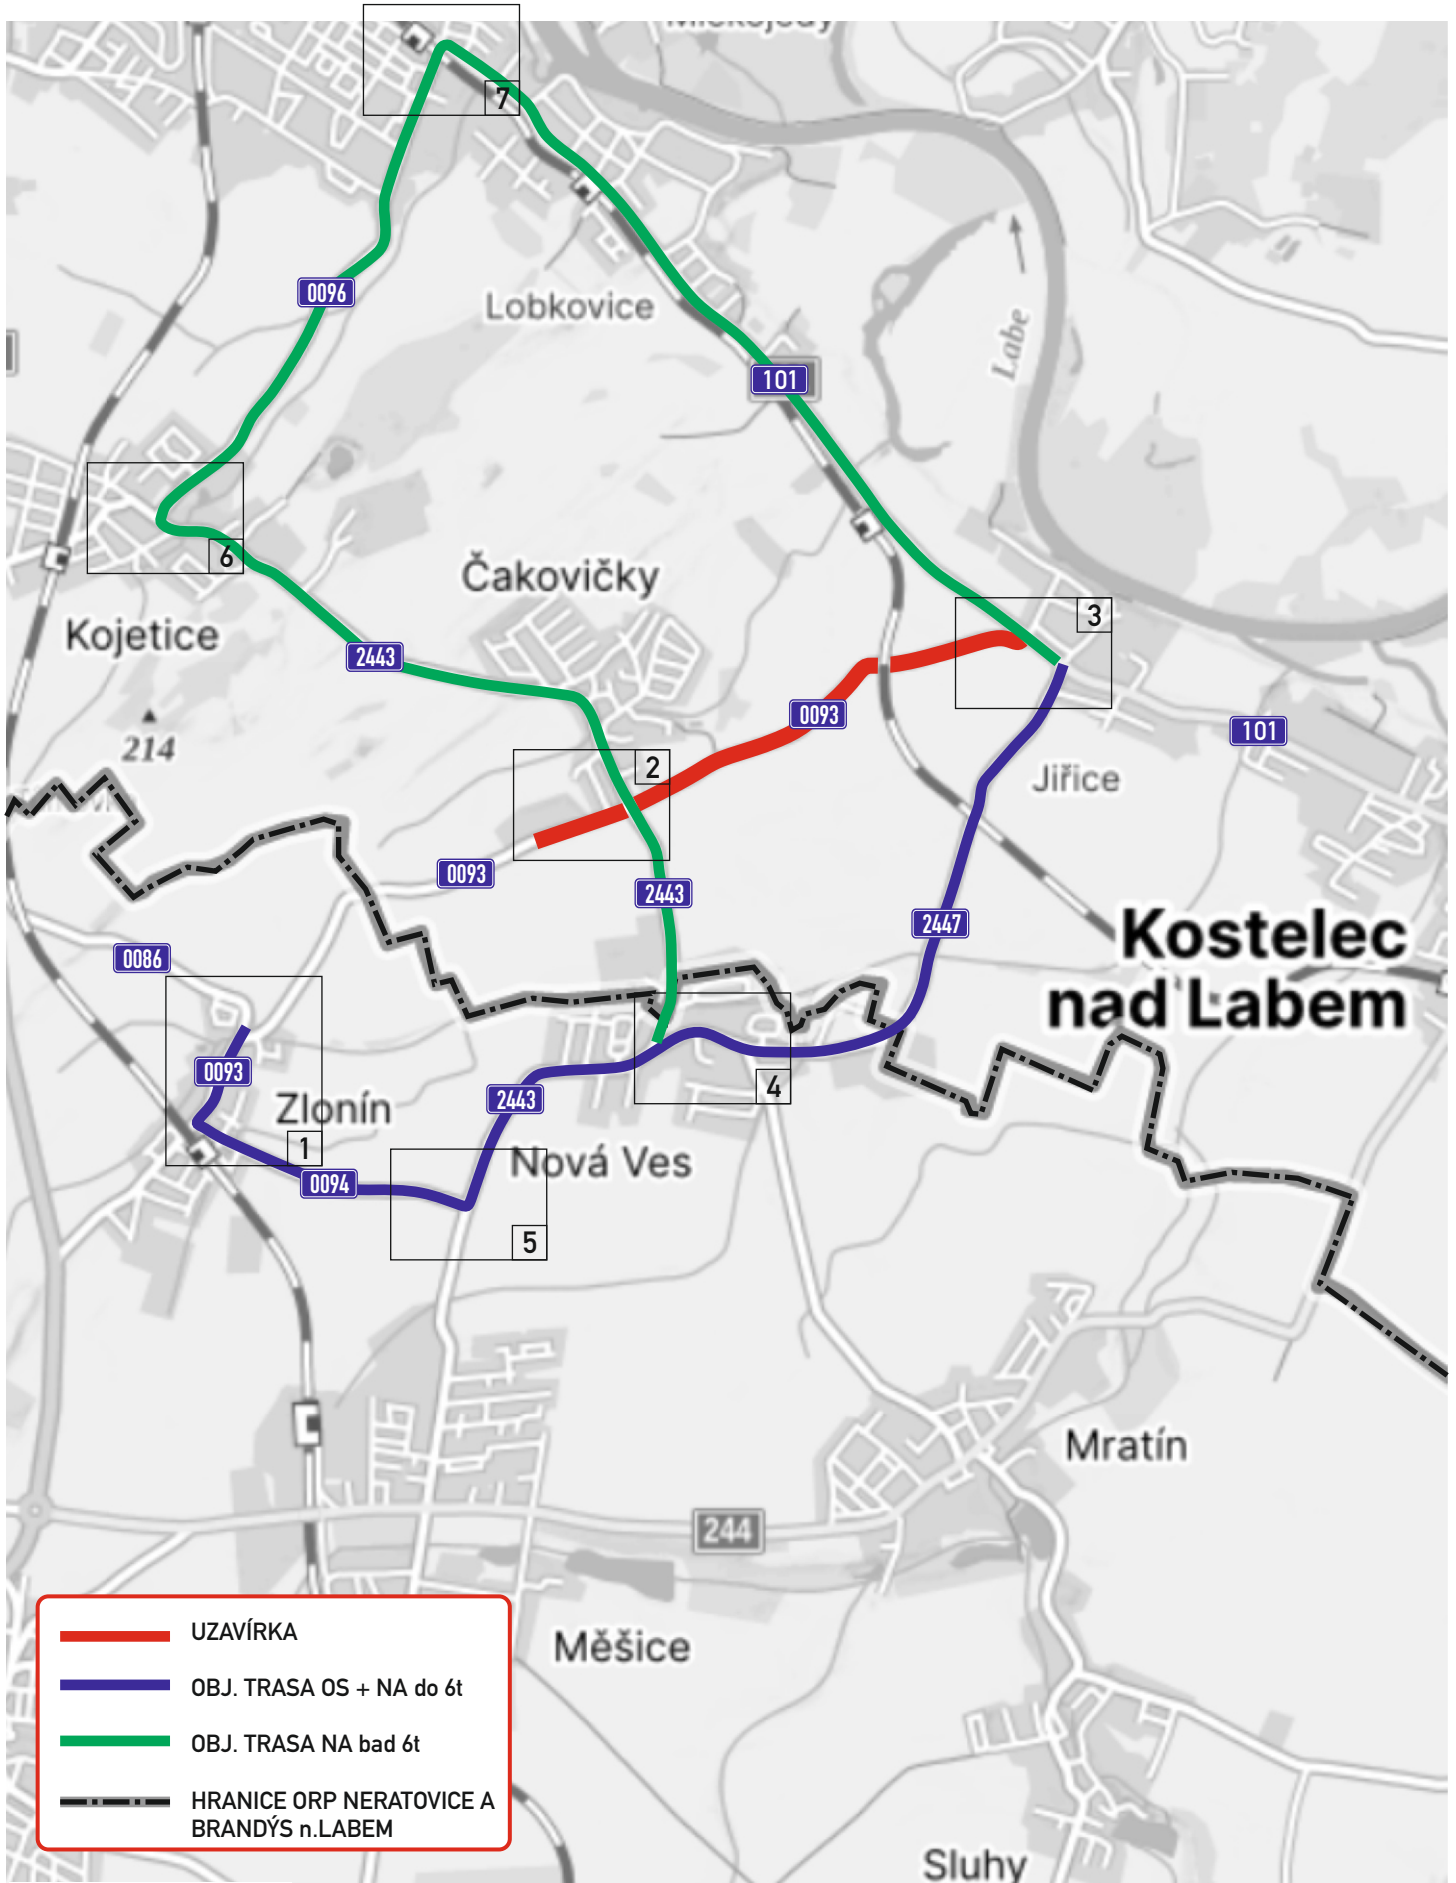 7
0096
Lobkovice
101
Labe
6
Čakovičky
3
Kojetice
2443
0093
101
214
2
Jiřice
0093
2443
2447
Kostelec
nad Labem
0086
0093
4
2443
Zlonín
1
Nová Ves
0094
5
Mratín
244
UZAVÍRKA
Měšice
OBJ. TRASA OS + NA do 6t
OBJ. TRASA NA bad 6t
HRANICE ORP NERATOVICE A
BRANDÝS n.LABEM
Sluhy